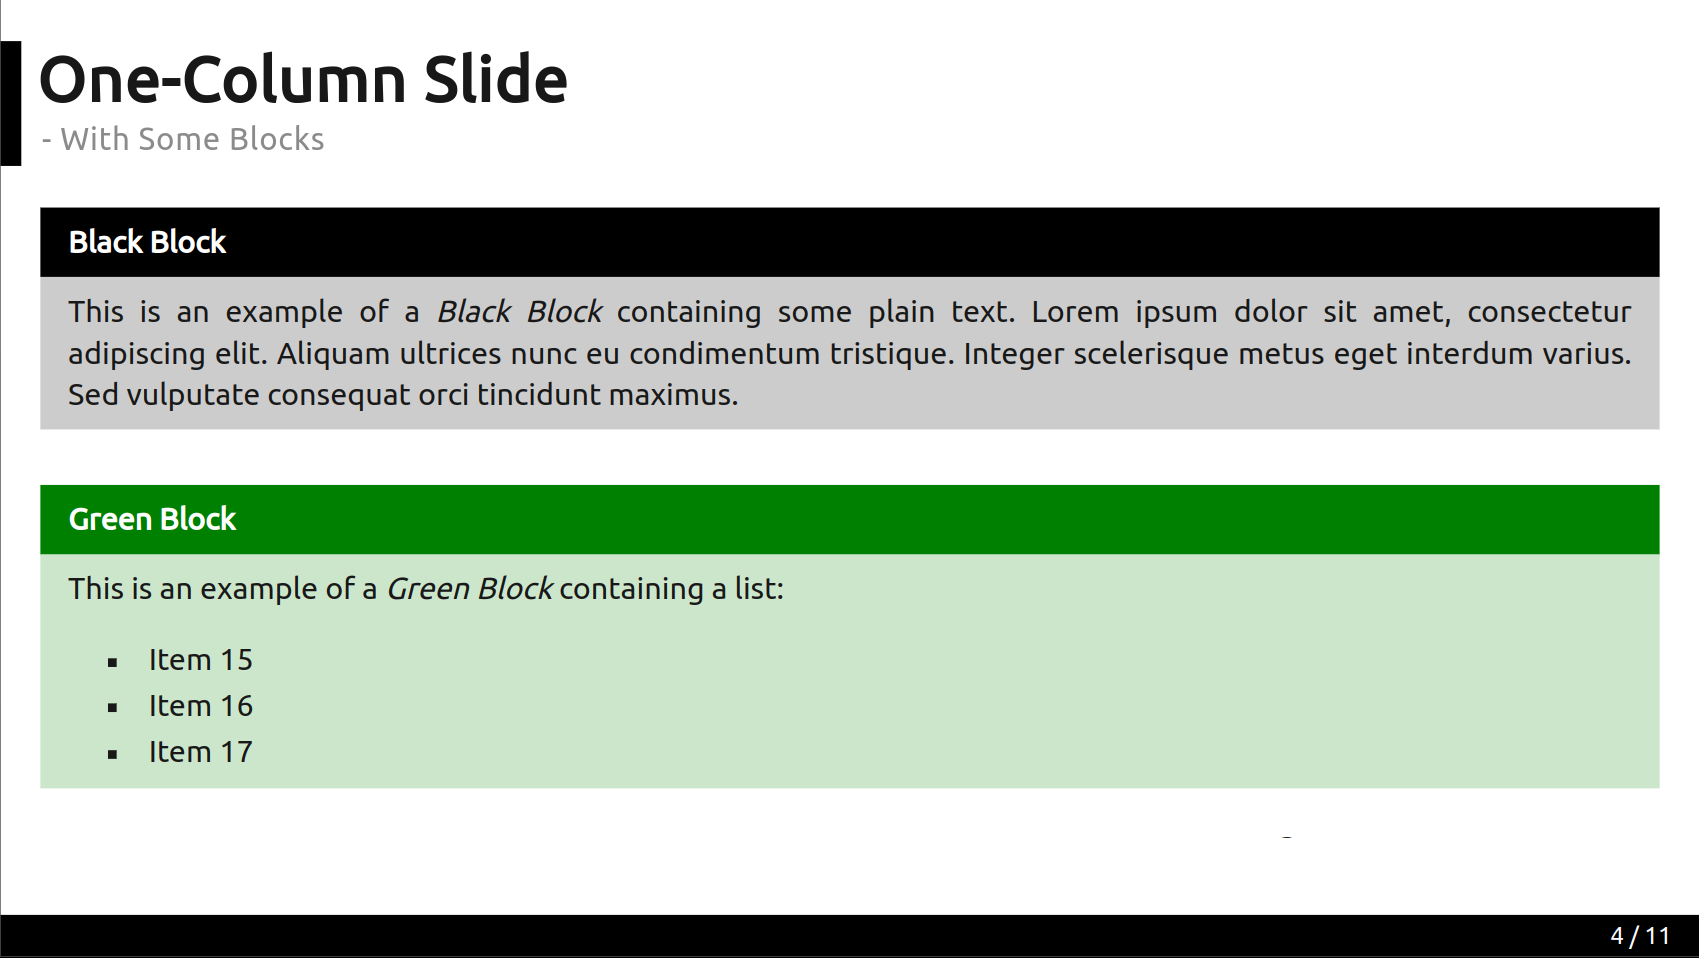 One-Column Slide
- With Some Blocks
Black Block
This is an example of a Black Block containing some plain text. Lorem ipsum dolor sit amet, consectetur
adipiscing elit. Aliquam ultrices nunc eu condimentum tristique. Integer scelerisque metus eget interdum varius.
Sed vulputate consequat orci tincidunt maximus.
Green Block
This is an example of a Green Block containing a list:
▪ Item 15
▪ Item 16
▪ Item 17
4 / 11